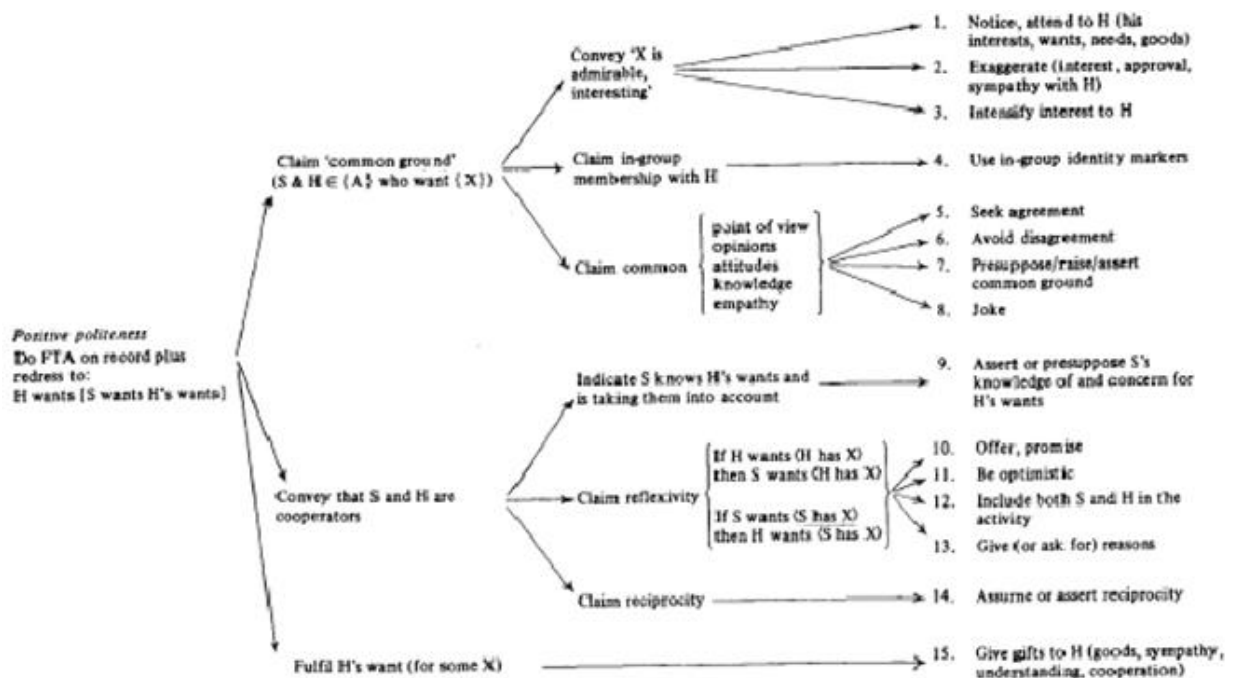 Positive politeness
Do FTA on record plus
redress to:
H wants [S wants H's wants]
Claim 'common ground'
(S & H ∈ {A} who want {X})
Convey 'X is
admirable,
interesting'
1. Notice, attend to H (his
interests, wants, needs, goods)
2. Exaggerate (interest, approval,
sympathy with H)
3. Intensify interest to H
Claim in-group
membership with H
4. Use in-group identity markers
Claim common
point of view
opinions
attitudes
knowledge
empathy
5. Seek agreement
6. Avoid disagreement
7. Presuppose/raise/assert
common ground
8. Joke
Convey that S and H are
cooperators
Indicate S knows H's wants and
is taking them into account
9. Assert or presuppose S's
knowledge of and concern for
H's wants
Claim reflexivity
If H wants (H has X)
then S wants (H has X)
If S wants (S has X)
then H wants (S has X)
10. Offer, promise
11. Be optimistic
12. Include both S and H in the
activity
13. Give (or ask for) reasons
Claim reciprocity
14. Assume or assert reciprocity
Fulfil H's want (for some X)
15. Give gifts to H (goods, sympathy,
understanding, cooperation)